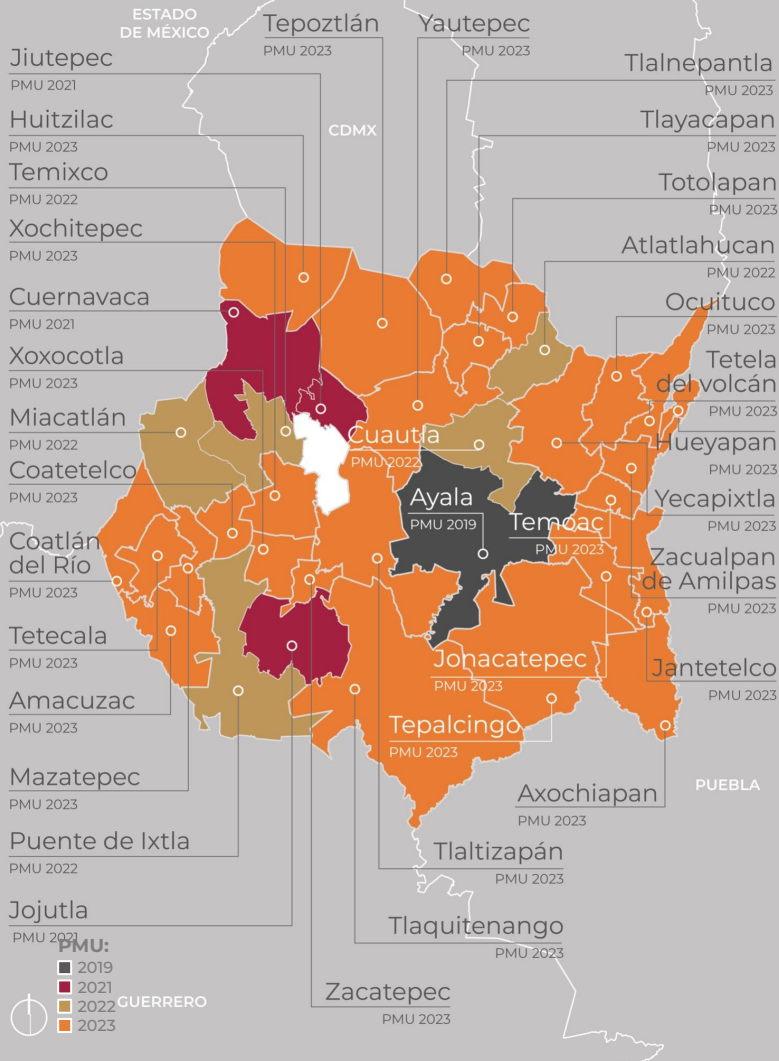 ESTADO
DE MÉXICO
Tepoztlán
PMU 2023
Yautepec
PMU 2023
Jiutepec
PMU 2021
Tlalnepantla
PMU 2023
Huitzilac
PMU 2023
CDMX
Tlayacapan
PMU 2023
Temixco
PMU 2022
Totolapan
PMU 2023
Xochitepec
PMU 2023
Atlatlahucan
PMU 2022
Cuernavaca
PMU 2021
Ocuituco
PMU 2023
Xoxocotla
PMU 2023
Tetela
del volcán
PMU 2023
Miacatlán
PMU 2022
Cuautla
PMU 2022
Hueyapan
PMU 2023
Coatetelco
PMU 2023
Ayala
PMU 2019
Temoac
PMU 2023
Yecapixtla
PMU 2023
Coatlán
del Río
PMU 2023
Zacualpan
de Amilpas
PMU 2023
Tetecala
PMU 2023
Jonacatepec
PMU 2023
Jantetelco
PMU 2023
Amacuzac
PMU 2023
Tepalcingo
PMU 2023
Mazatepec
PMU 2023
Axochiapan
PMU 2023
PUEBLA
Puente de Ixtla
PMU 2022
Tlaltizapán
PMU 2023
Jojutla
PMU 2021
Tlaquitenango
PMU 2023
Zacatepec
PMU 2023
PMU:
2019
2021
2022
2023
GUERRERO